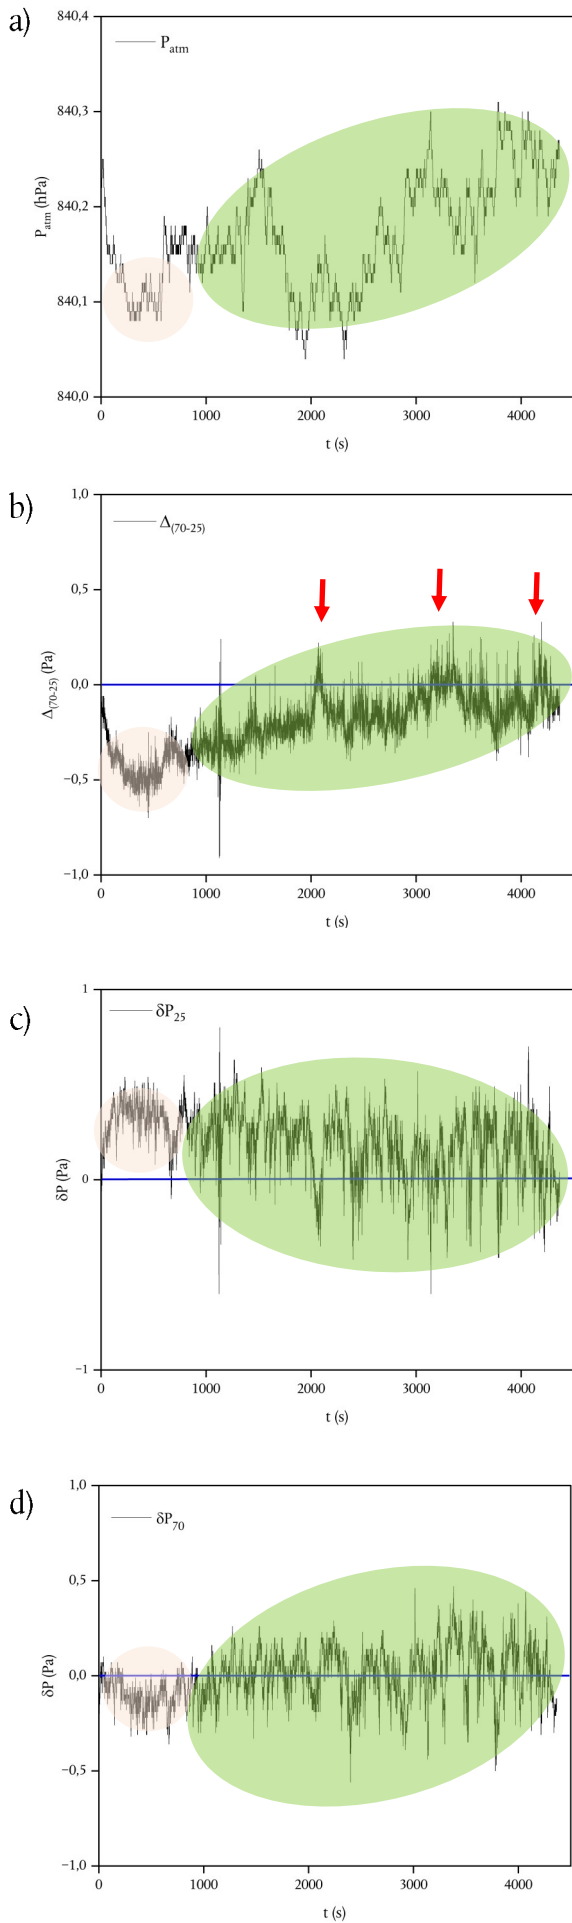 a)
840,4
P_atm
840,3
840,2
P_atm (hPa)
840,1
840,0
0 1000 2000 3000 4000
t (s)
b)
1,0
Δ_(70-25)
0,5
0,0
Δ_(70-25) (Pa)
−0,5
−1,0
0 1000 2000 3000 4000
t (s)
c)
1
δP_25
δP (Pa)
0
−1
0 1000 2000 3000 4000
t (s)
d)
1,0
δP_70
0,5
0,0
δP (Pa)
−0,5
−1,0
0 1000 2000 3000 4000
t (s)